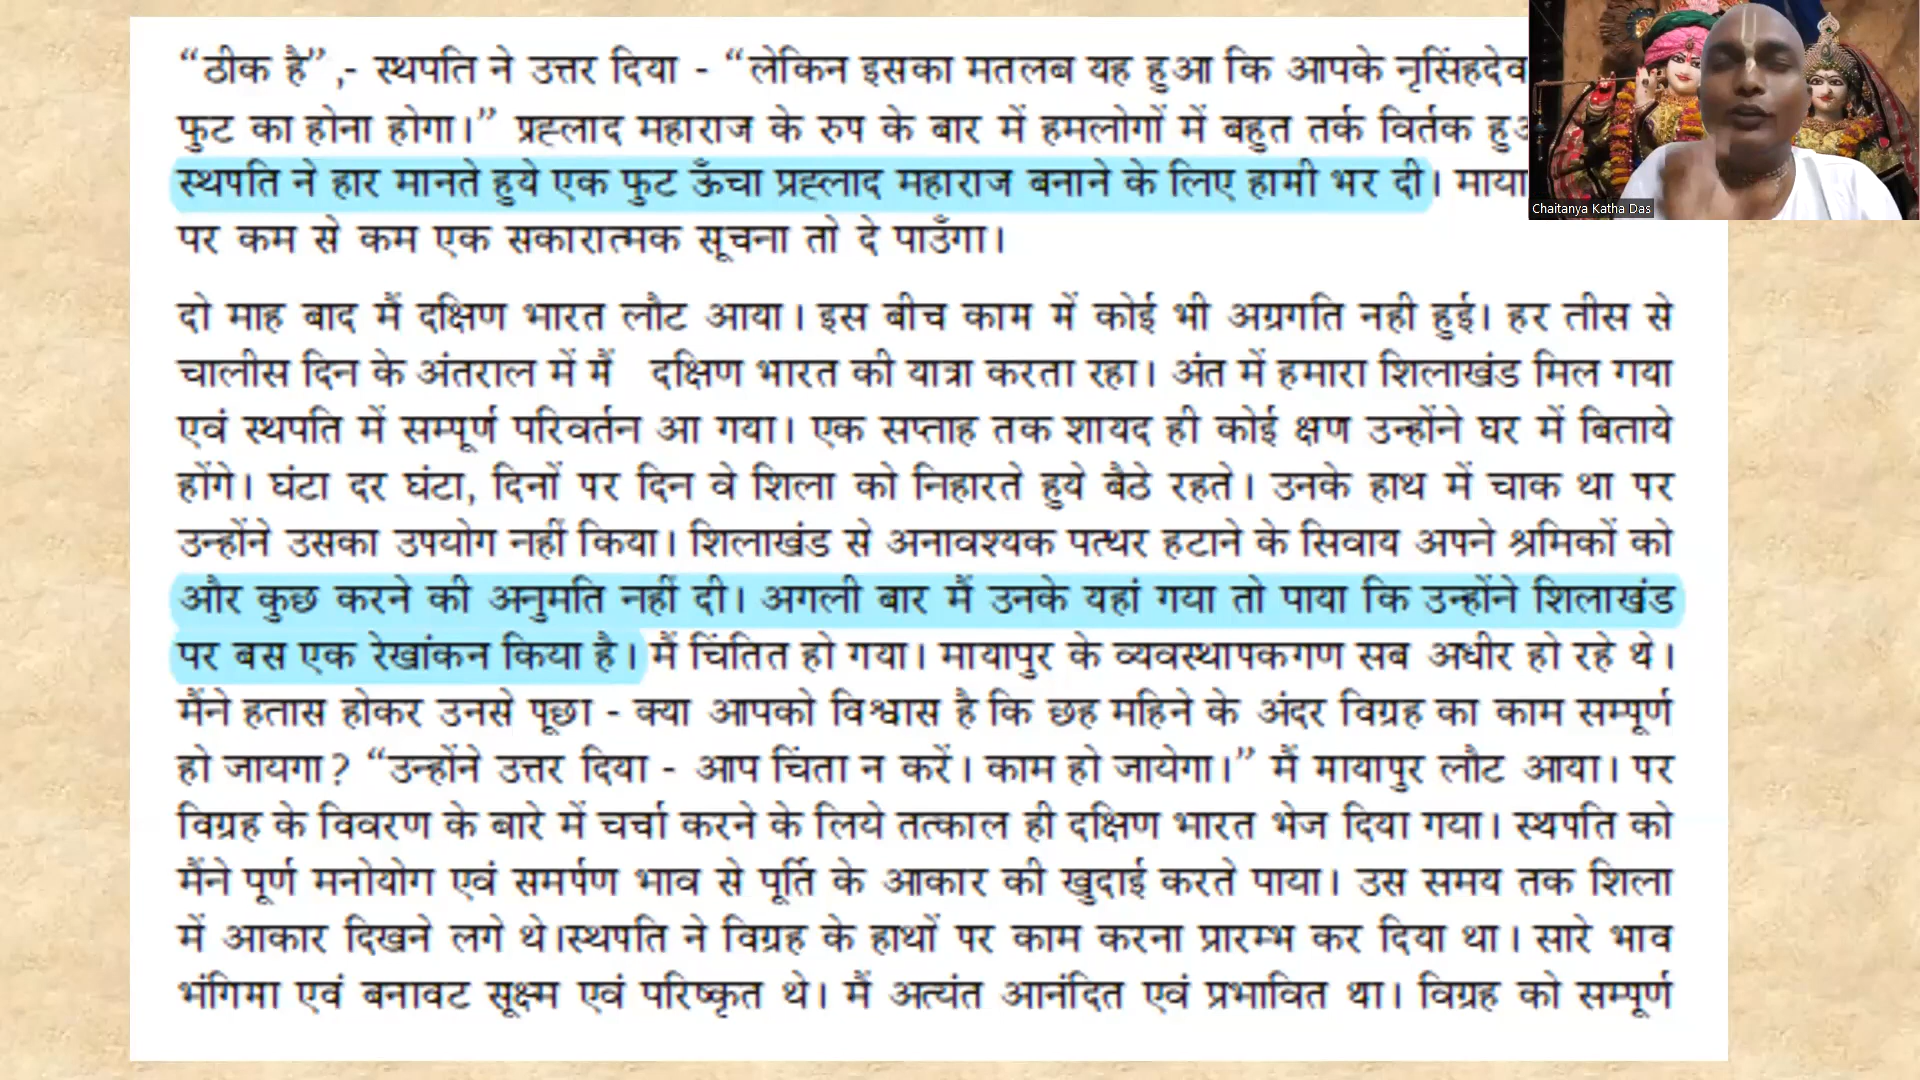 “ठीक है”,- स्थपति ने उत्तर दिया - “लेकिन इसका मतलब यह हुआ कि आपके नृसिंहदेव
फुट का होना होगा।” प्रह्लाद महाराज के रुप के बार में हमलोगों में बहुत तर्क विर्तक
स्थपति ने हार मानते हुये एक फुट ऊँचा प्रह्लाद महाराज बनाने के लिए हामी भर दी।
पर कम से कम एक सकारात्मक सूचना तो दे पाउँगा।
दो माह बाद मैं दक्षिण भारत लौट आया। इस बीच काम में कोई भी अग्रगति नही हुई। हर तीस से
चालीस दिन के अंतराल में मैं दक्षिण भारत की यात्रा करता रहा। अंत में हमारा शिलाखंड मिल गया
एवं स्थपति में सम्पूर्ण परिवर्तन आ गया। एक सप्ताह तक शायद ही कोई क्षण उन्होंने घर में बिताये
होंगे। घंटा दर घंटा, दिनों पर दिन वे शिला को निहारते हुये बैठे रहते। उनके हाथ में चाक था पर
उन्होंने उसका उपयोग नहीं किया। शिलाखंड से अनावश्यक पत्थर हटाने के सिवाय अपने श्रमिकों को
और कुछ करने की अनुमति नहीं दी। अगली बार मैं उनके यहां गया तो पाया कि उन्होंने शिलाखंड
पर बस एक रेखांकन किया है। मैं चिंतित हो गया। मायापुर के व्यवस्थापकगण सब अधीर हो रहे थे।
मैंने हतास होकर उनसे पूछा - क्या आपको विश्वास है कि छह महिने के अंदर विग्रह का काम सम्पूर्ण
हो जायगा? “उन्होंने उत्तर दिया - आप चिंता न करें। काम हो जायेगा।” मैं मायापुर लौट आया। पर
विग्रह के विवरण के बारे में चर्चा करने के लिये तत्काल ही दक्षिण भारत भेज दिया गया। स्थपति को
मैंने पूर्ण मनोयोग एवं समर्पण भाव से पूर्ति के आकार की खुदाई करते पाया। उस समय तक शिला
में आकार दिखने लगे थे।स्थपति ने विग्रह के हाथों पर काम करना प्रारम्भ कर दिया था। सारे भाव
भंगिमा एवं बनावट सूक्ष्म एवं परिष्कृत थे। मैं अत्यंत आनंदित एवं प्रभावित था। विग्रह को सम्पूर्ण
Chaitanya Katha Das